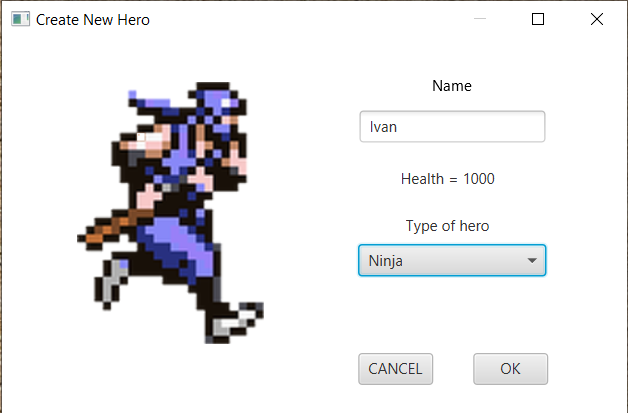 Create New Hero
Name
Ivan
Health = 1000
Type of hero
Ninja
CANCEL
OK